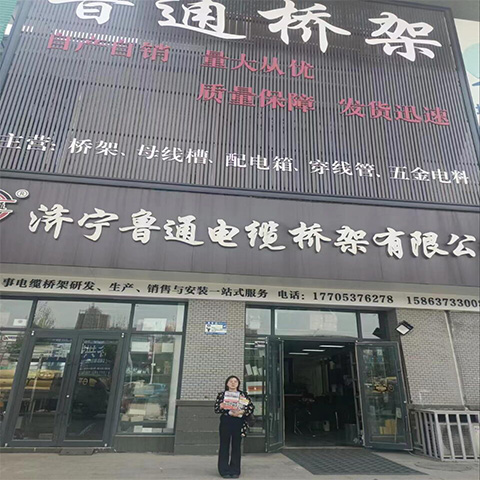 鲁通桥架
自产自销 量大从优
质量保障 发货迅速
主营:桥架、母线槽、配电箱、穿线管、五金电料
®
济宁鲁通电缆桥架有限公
事电缆桥架研发、生产、销售与安装一站式服务 电话:17705376278 1586373300